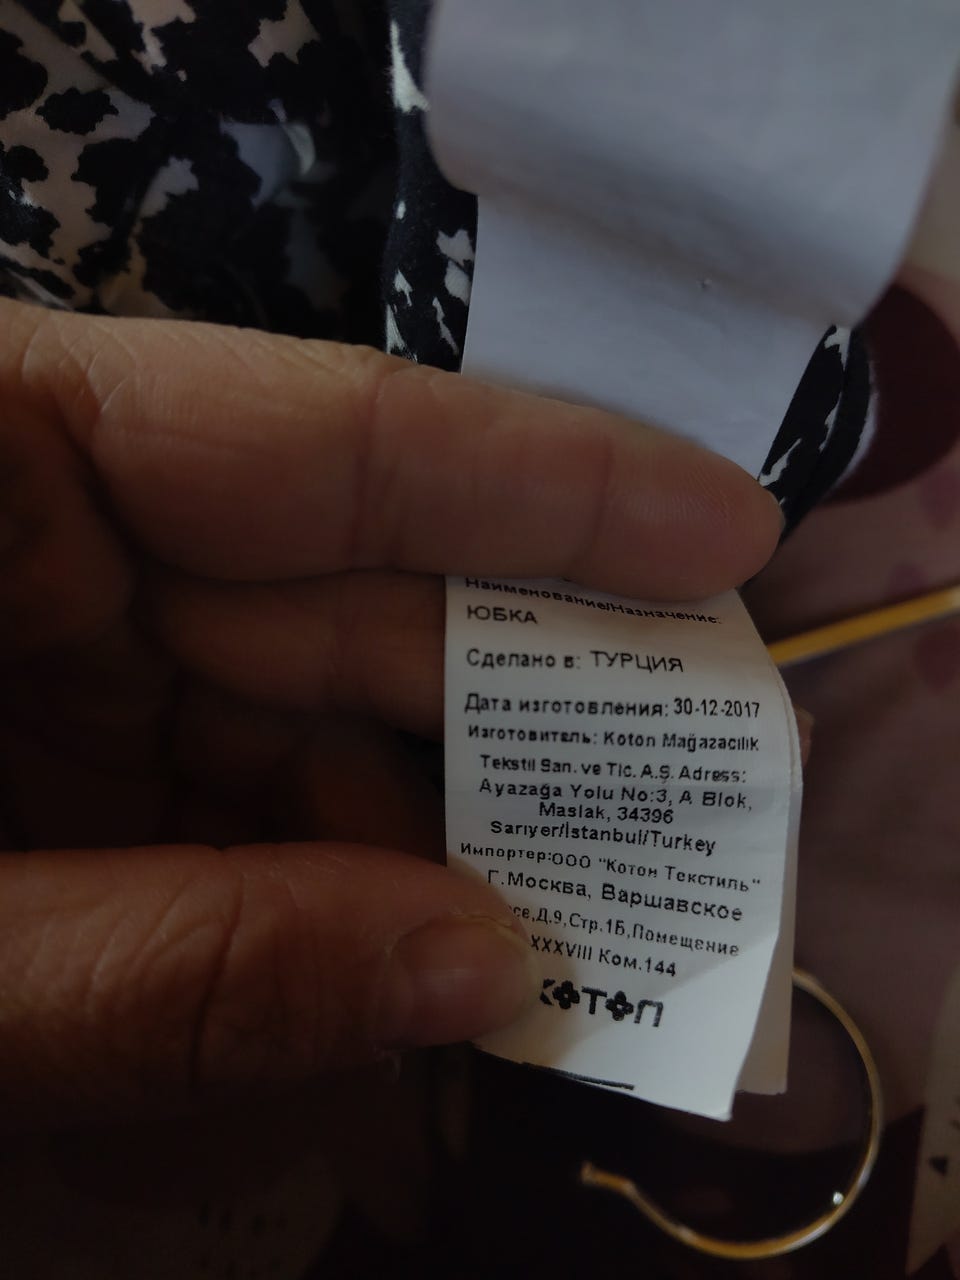 Наименование/Назначение:
ЮБКА
Сделано в: ТУРЦИЯ
Дата изготовления: 30-12-2017
Изготовитель: Koton Mağazacılık
Tekstil San. ve Tic. A.Ş. Adress:
Ayazağa Yolu No:3, A Blok,
Maslak, 34396
Sarıyer/İstanbul/Turkey
Импортер:ООО "Котон Текстиль"
Г.Москва, Варшавское
се,Д.9,Стр.1Б,Помещение
XXXVIII Ком.144
KOTON